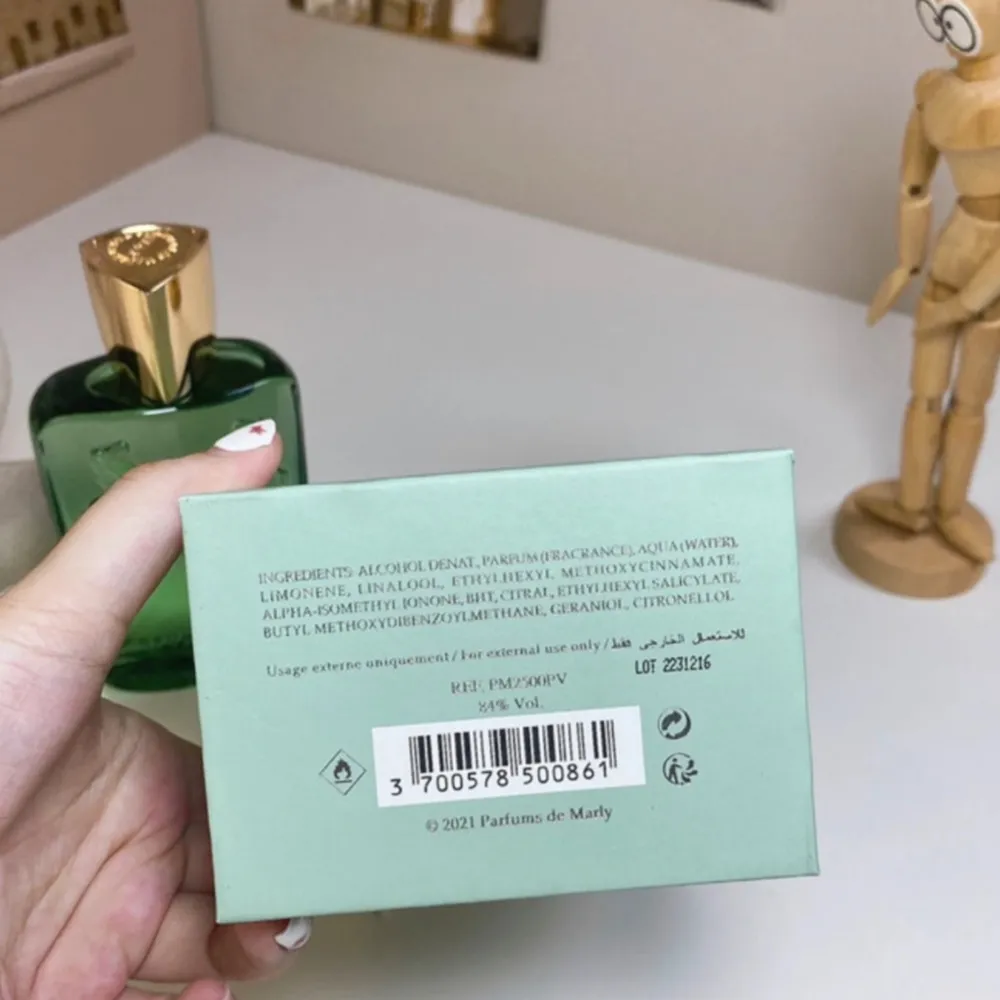 INGREDIENTS: ALCOHOL DENAT., PARFUM (FRAGRANCE), AQUA (WATER),
LIMONENE, LINALOOL, ETHYLHEXYL METHOXYCINNAMATE,
ALPHA-ISOMETHYL IONONE, BHT, CITRAL, ETHYLHEXYL SALICYLATE,
BUTYL METHOXYDIBENZOYLMETHANE, GERANIOL, CITRONELLOL.
Usage externe uniquement / For external use only / للاستعمال الخارجي فقط
LOT 2231216
REF. PM2500PV
84% Vol.
3 700578 500861
© 2021 Parfums de Marly